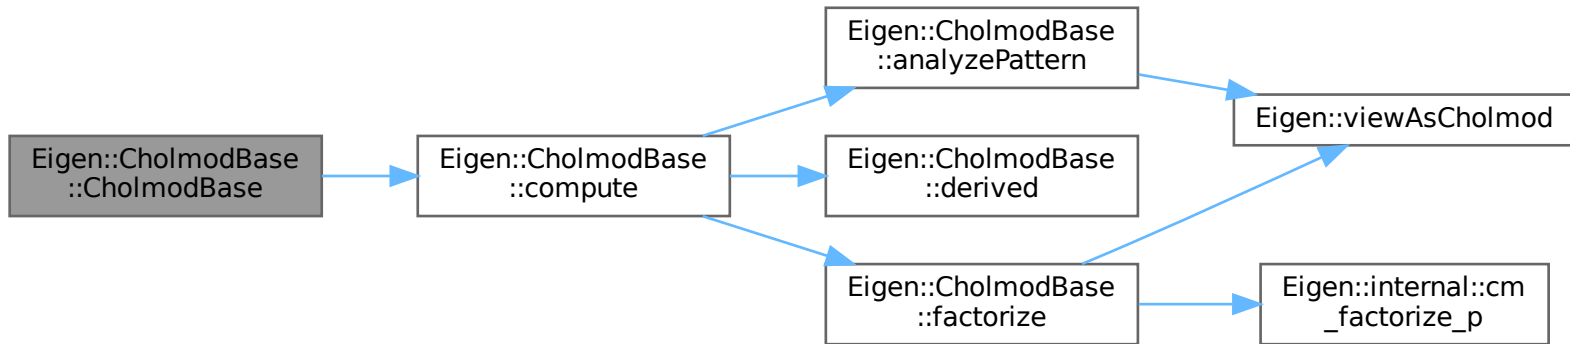 Eigen::CholmodBase
::CholmodBase
Eigen::CholmodBase
::compute
Eigen::CholmodBase
::analyzePattern
Eigen::CholmodBase
::derived
Eigen::CholmodBase
::factorize
Eigen::viewAsCholmod
Eigen::internal::cm
_factorize_p